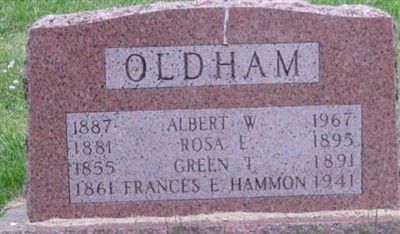 OLDHAM
1887- ALBERT W 1967
1881 ROSA E. 1895
1855 GREEN T. 1891
1861 FRANCES E HAMMON 1941